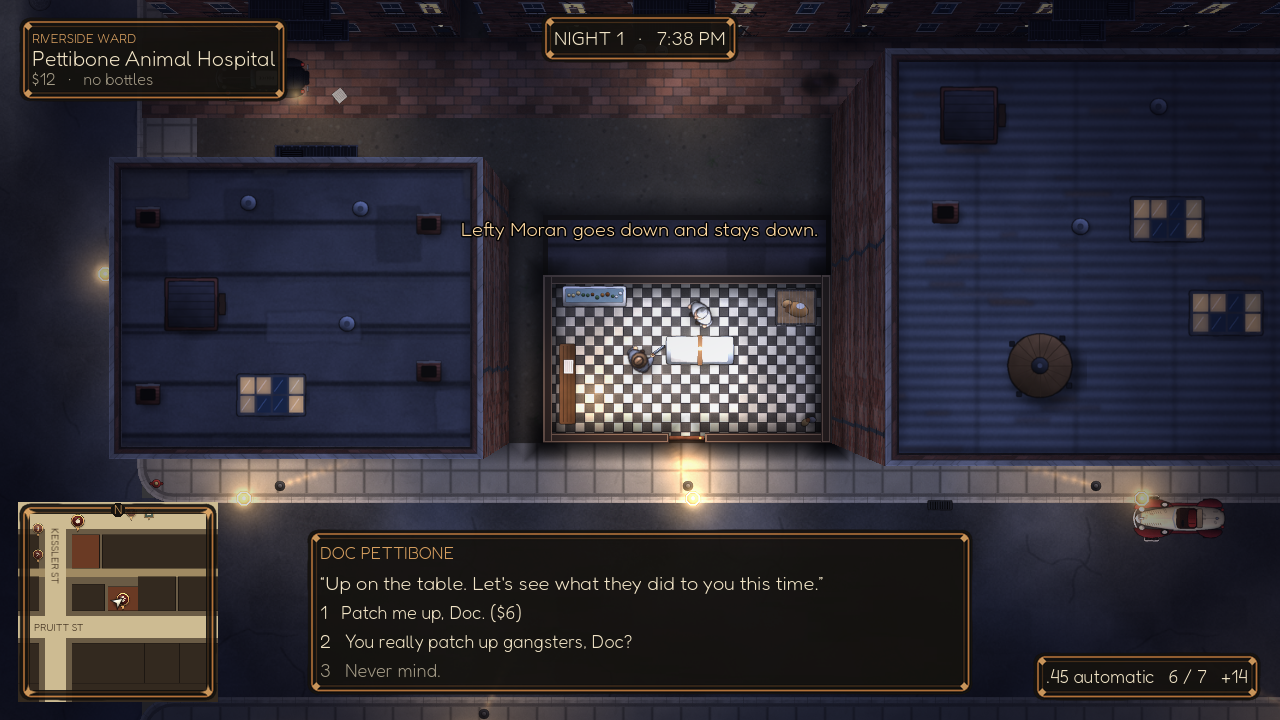 RIVERSIDE WARD
Pettibone Animal Hospital
$12 · no bottles
NIGHT 1 · 7:38 PM
Lefty Moran goes down and stays down.
N
KESSLER ST
PRUITT ST
DOC PETTIBONE
“Up on the table. Let's see what they did to you this time.”
1 Patch me up, Doc. ($6)
2 You really patch up gangsters, Doc?
3 Never mind.
.45 automatic 6 / 7 +14